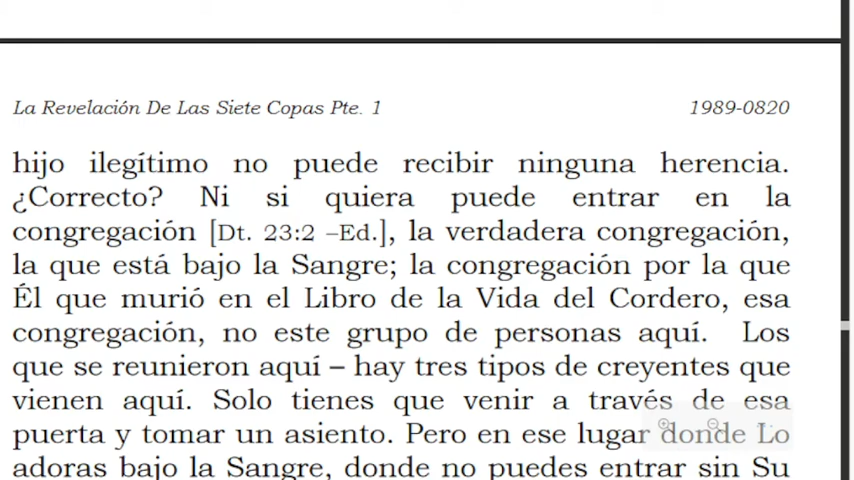 La Revelación De Las Siete Copas Pte. 1 1989-0820
hijo ilegítimo no puede recibir ninguna herencia.
¿Correcto? Ni si quiera puede entrar en la
congregación [Dt. 23:2 –Ed.], la verdadera congregación,
la que está bajo la Sangre; la congregación por la que
Él que murió en el Libro de la Vida del Cordero, esa
congregación, no este grupo de personas aquí. Los
que se reunieron aquí – hay tres tipos de creyentes que
vienen aquí. Solo tienes que venir a través de esa
puerta y tomar un asiento. Pero en ese lugar donde Lo
adoras bajo la Sangre, donde no puedes entrar sin Su